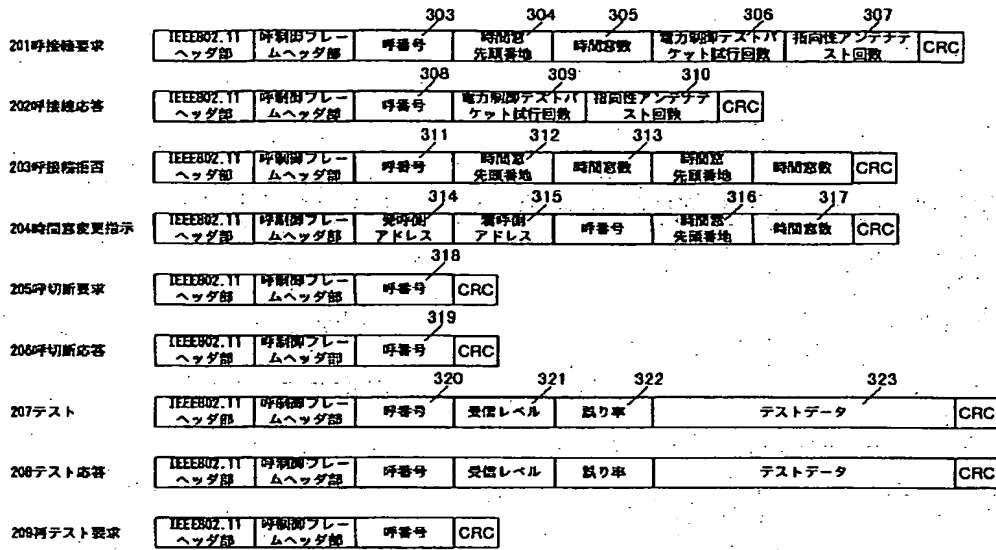 303 304 305 306 307
201呼接続要求 IEEE802.11 呼制御フレー 呼番号 時間窓 時間窓数 電力制御テストパ 指向性アンテナテ CRC
ヘッダ部 ムヘッダ部 先頭番地 ケット試行回数 スト回数
308 309 310
202呼接続応答 IEEE802.11 呼制御フレー 呼番号 電力制御テストパ 指向性アンテナテ CRC
ヘッダ部 ムヘッダ部 ケット試行回数 スト回数
311 312 313
203呼接続拒否 IEEE802.11 呼制御フレー 呼番号 時間窓 時間窓数 時間窓 時間窓数 CRC
ヘッダ部 ムヘッダ部 先頭番地 先頭番地
314 315 316 317
204時間窓変更指示 IEEE802.11 呼制御フレー 発呼側 着呼側 呼番号 時間窓 時間窓数 CRC
ヘッダ部 ムヘッダ部 アドレス アドレス 先頭番地
318
205呼切断要求 IEEE802.11 呼制御フレー 呼番号 CRC
ヘッダ部 ムヘッダ部
319
206呼切断応答 IEEE802.11 呼制御フレー 呼番号 CRC
ヘッダ部 ムヘッダ部
320 321 322 323
207テスト IEEE802.11 呼制御フレー 呼番号 受信レベル 誤り率 テストデータ CRC
ヘッダ部 ムヘッダ部
208テスト応答 IEEE802.11 呼制御フレー 呼番号 受信レベル 誤り率 テストデータ CRC
ヘッダ部 ムヘッダ部
209再テスト要求 IEEE802.11 呼制御フレー 呼番号 CRC
ヘッダ部 ムヘッダ部